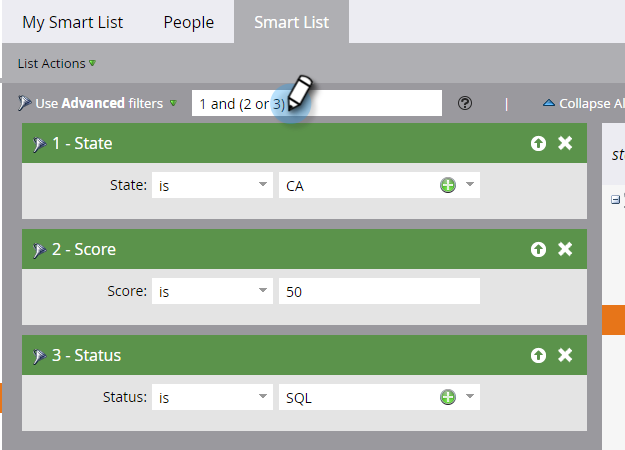 My Smart List People Smart List
List Actions
Use Advanced filters 1 and (2 or 3) ? | Collapse Al
1 - State
st
State: is CA
2 - Score
Score: is 50
3 - Status
Status: is SQL